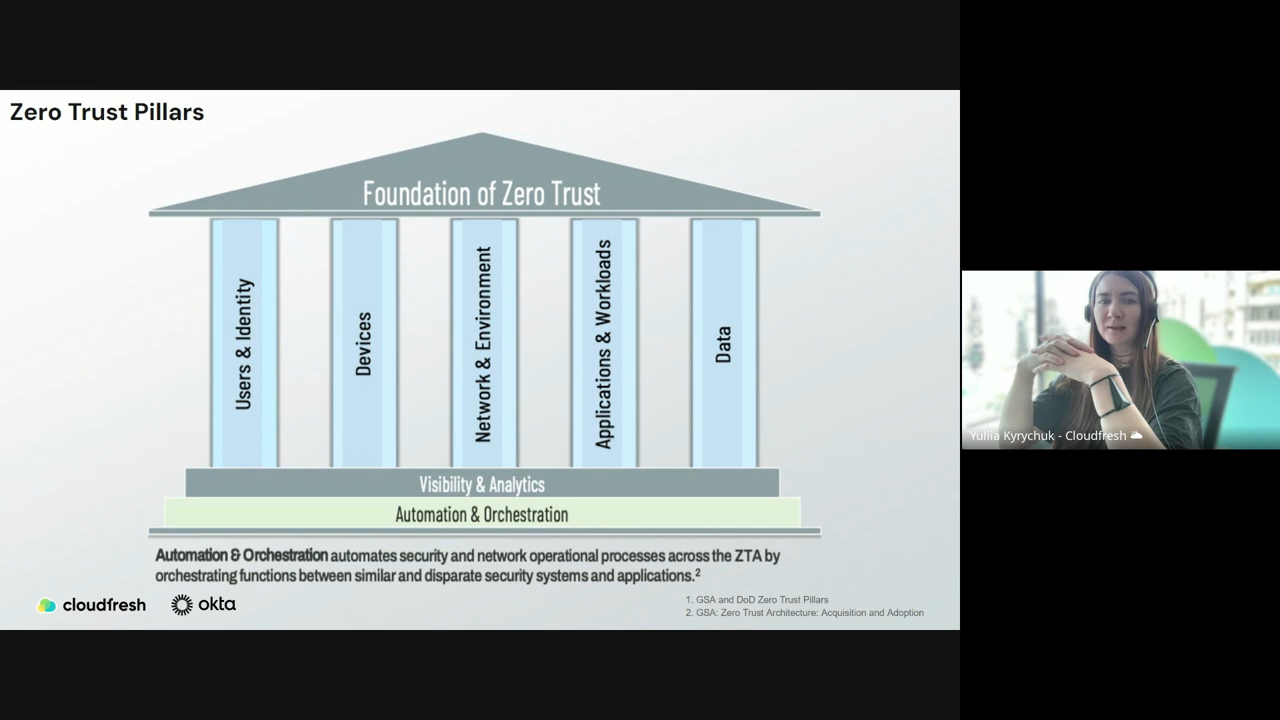 Zero Trust Pillars
Foundation of Zero Trust
Users & Identity
Devices
Network & Environment
Applications & Workloads
Data
Visibility & Analytics
Automation & Orchestration
Automation & Orchestration automates security and network operational processes across the ZTA by
orchestrating functions between similar and disparate security systems and applications.2
cloudfresh
okta
1. GSA and DoD Zero Trust Pillars
2. GSA: Zero Trust Architecture: Acquisition and Adoption
Yuliia Kyrychuk - Cloudfresh